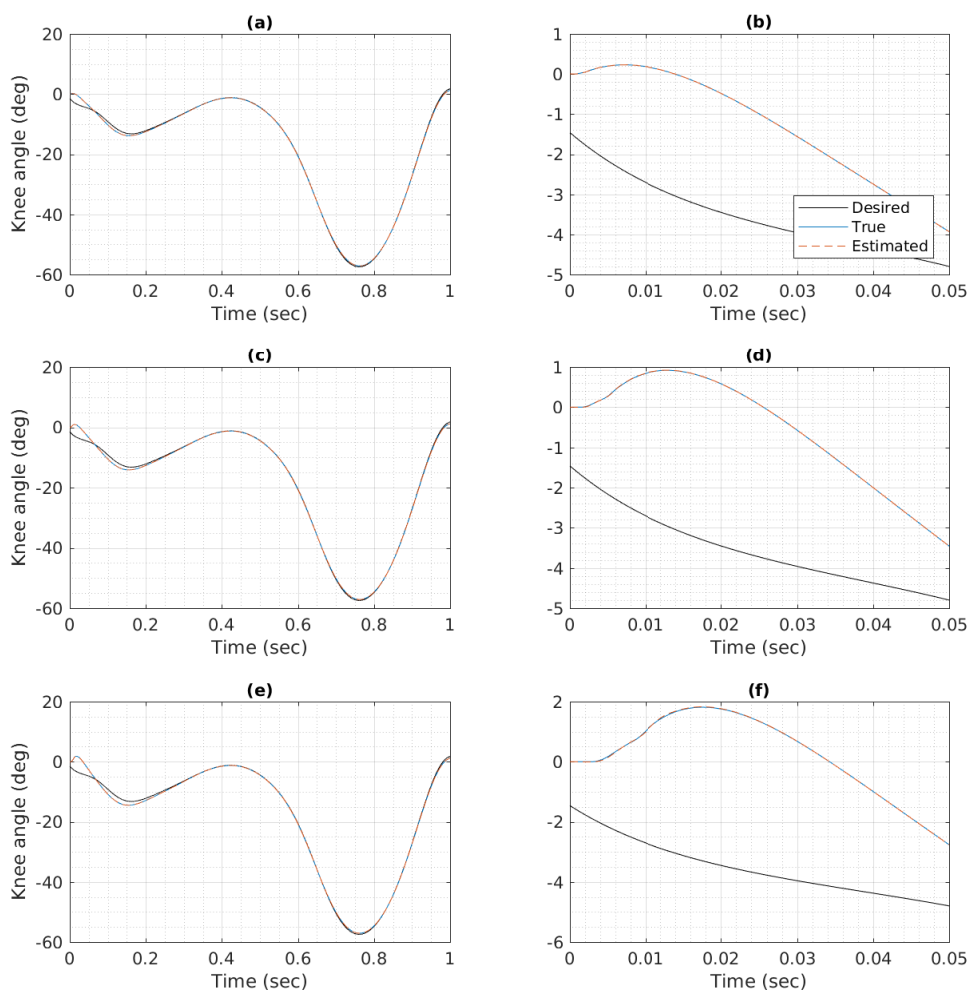 (a)
20
0
-20
-40
-60
Knee angle (deg)
0 0.2 0.4 0.6 0.8 1
Time (sec)
(b)
1
0
-1
-2
-3
-4
-5
Desired
True
Estimated
0 0.01 0.02 0.03 0.04 0.05
Time (sec)
(c)
20
0
-20
-40
-60
Knee angle (deg)
0 0.2 0.4 0.6 0.8 1
Time (sec)
(d)
1
0
-1
-2
-3
-4
-5
0 0.01 0.02 0.03 0.04 0.05
Time (sec)
(e)
20
0
-20
-40
-60
Knee angle (deg)
0 0.2 0.4 0.6 0.8 1
Time (sec)
(f)
2
0
-2
-4
-6
0 0.01 0.02 0.03 0.04 0.05
Time (sec)